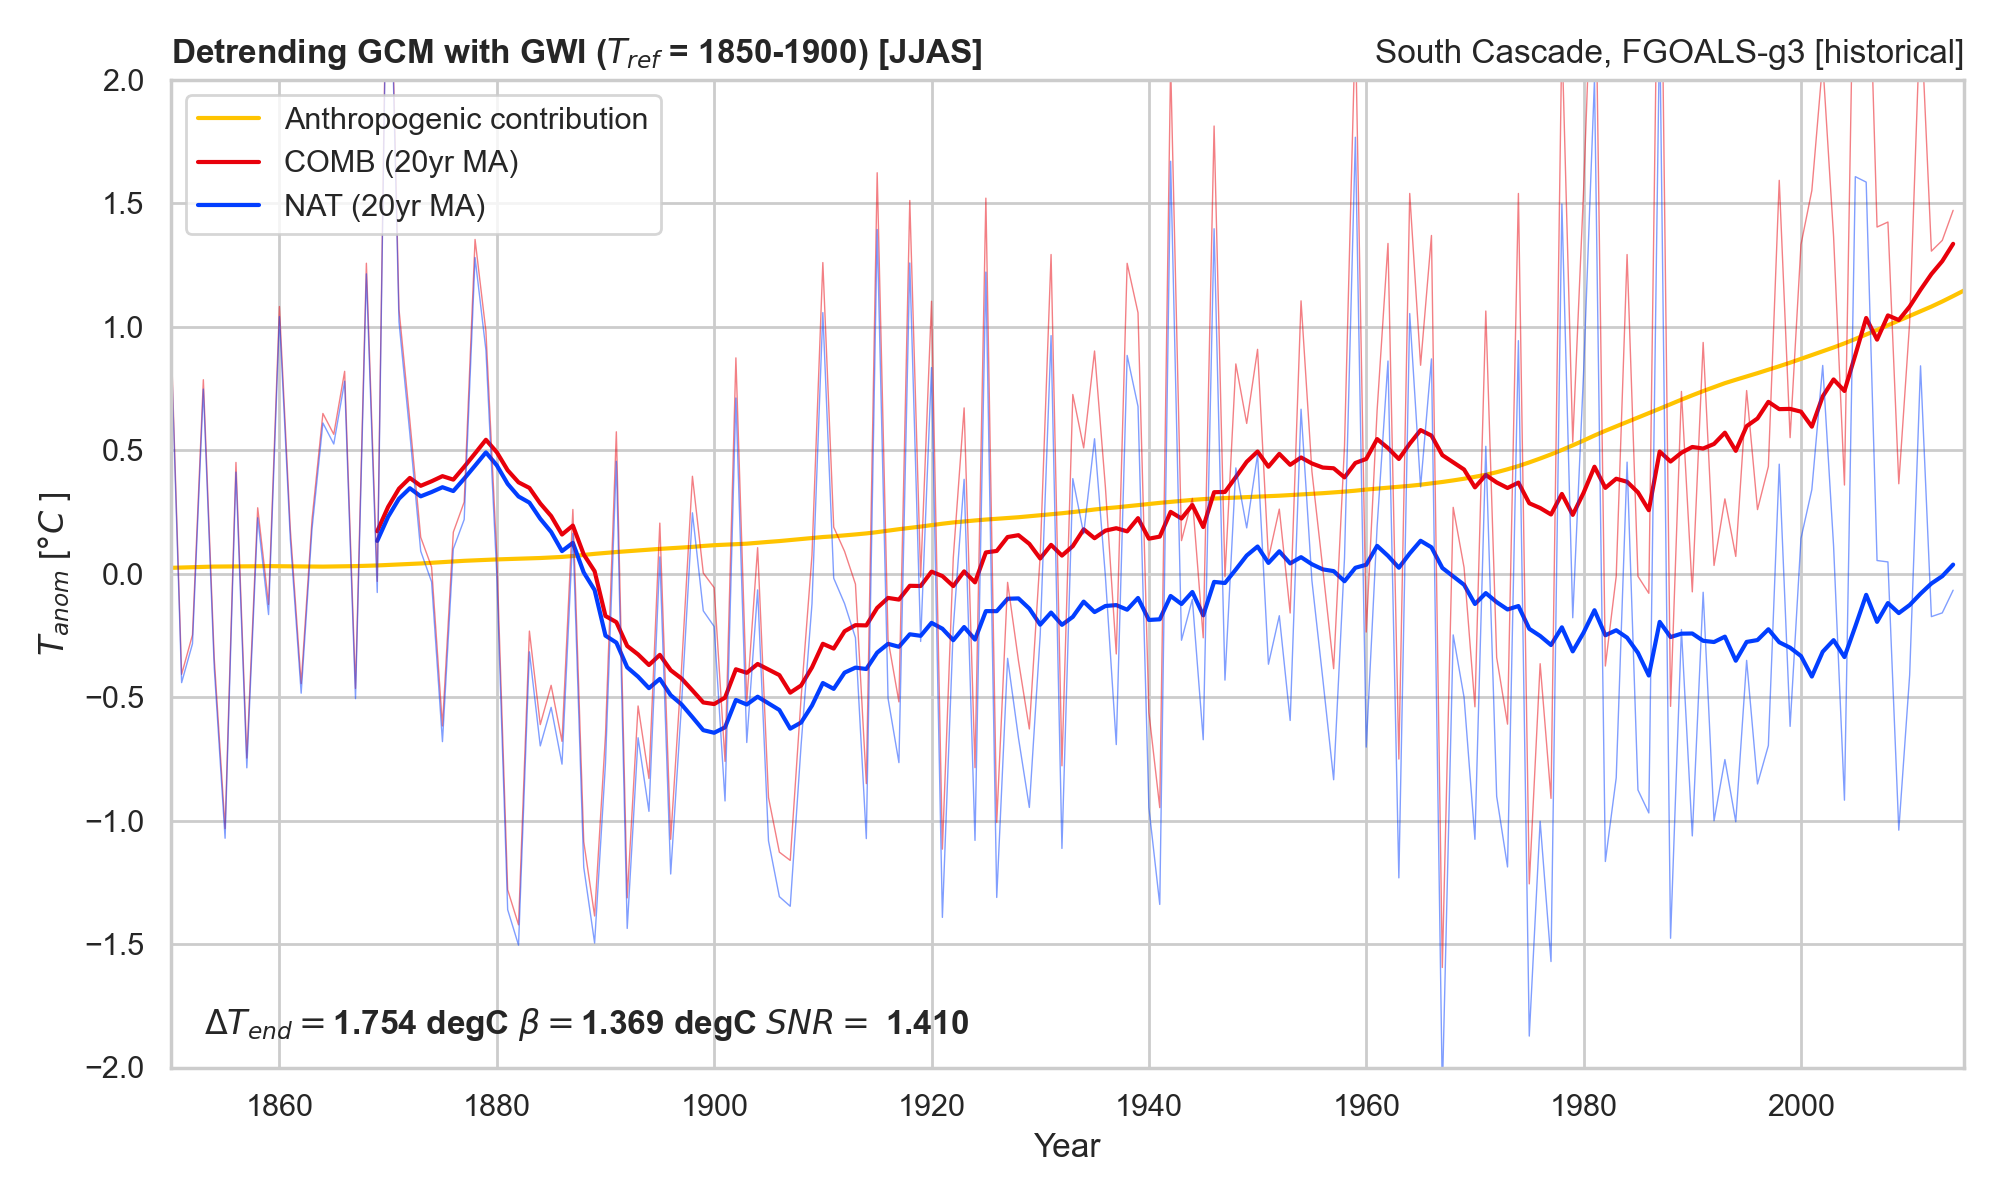 Detrending GCM with GWI (T_ref = 1850-1900) [JJAS]
South Cascade, FGOALS-g3 [historical]
Anthropogenic contribution
COMB (20yr MA)
NAT (20yr MA)
2.0
1.5
1.0
0.5
0.0
−0.5
−1.0
−1.5
−2.0
T_anom [°C]
ΔT_end = 1.754 degC β = 1.369 degC SNR = 1.410
1860 1880 1900 1920 1940 1960 1980 2000
Year